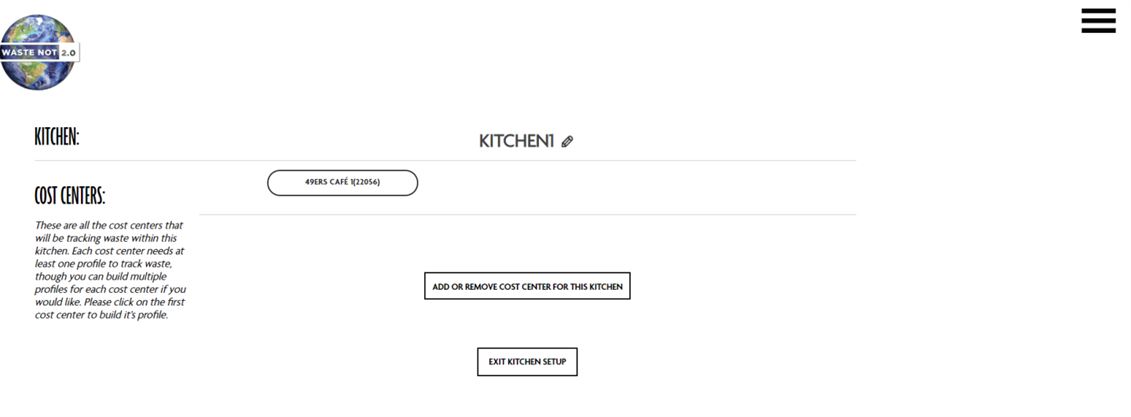 WASTE NOT 2.0
KITCHEN:
KITCHEN1
COST CENTERS:
49ERS CAFÉ 1(22056)
These are all the cost centers that
will be tracking waste within this
kitchen. Each cost center needs at
least one profile to track waste,
though you can build multiple
profiles for each cost center if you
would like. Please click on the first
cost center to build it's profile.
ADD OR REMOVE COST CENTER FOR THIS KITCHEN
EXIT KITCHEN SETUP